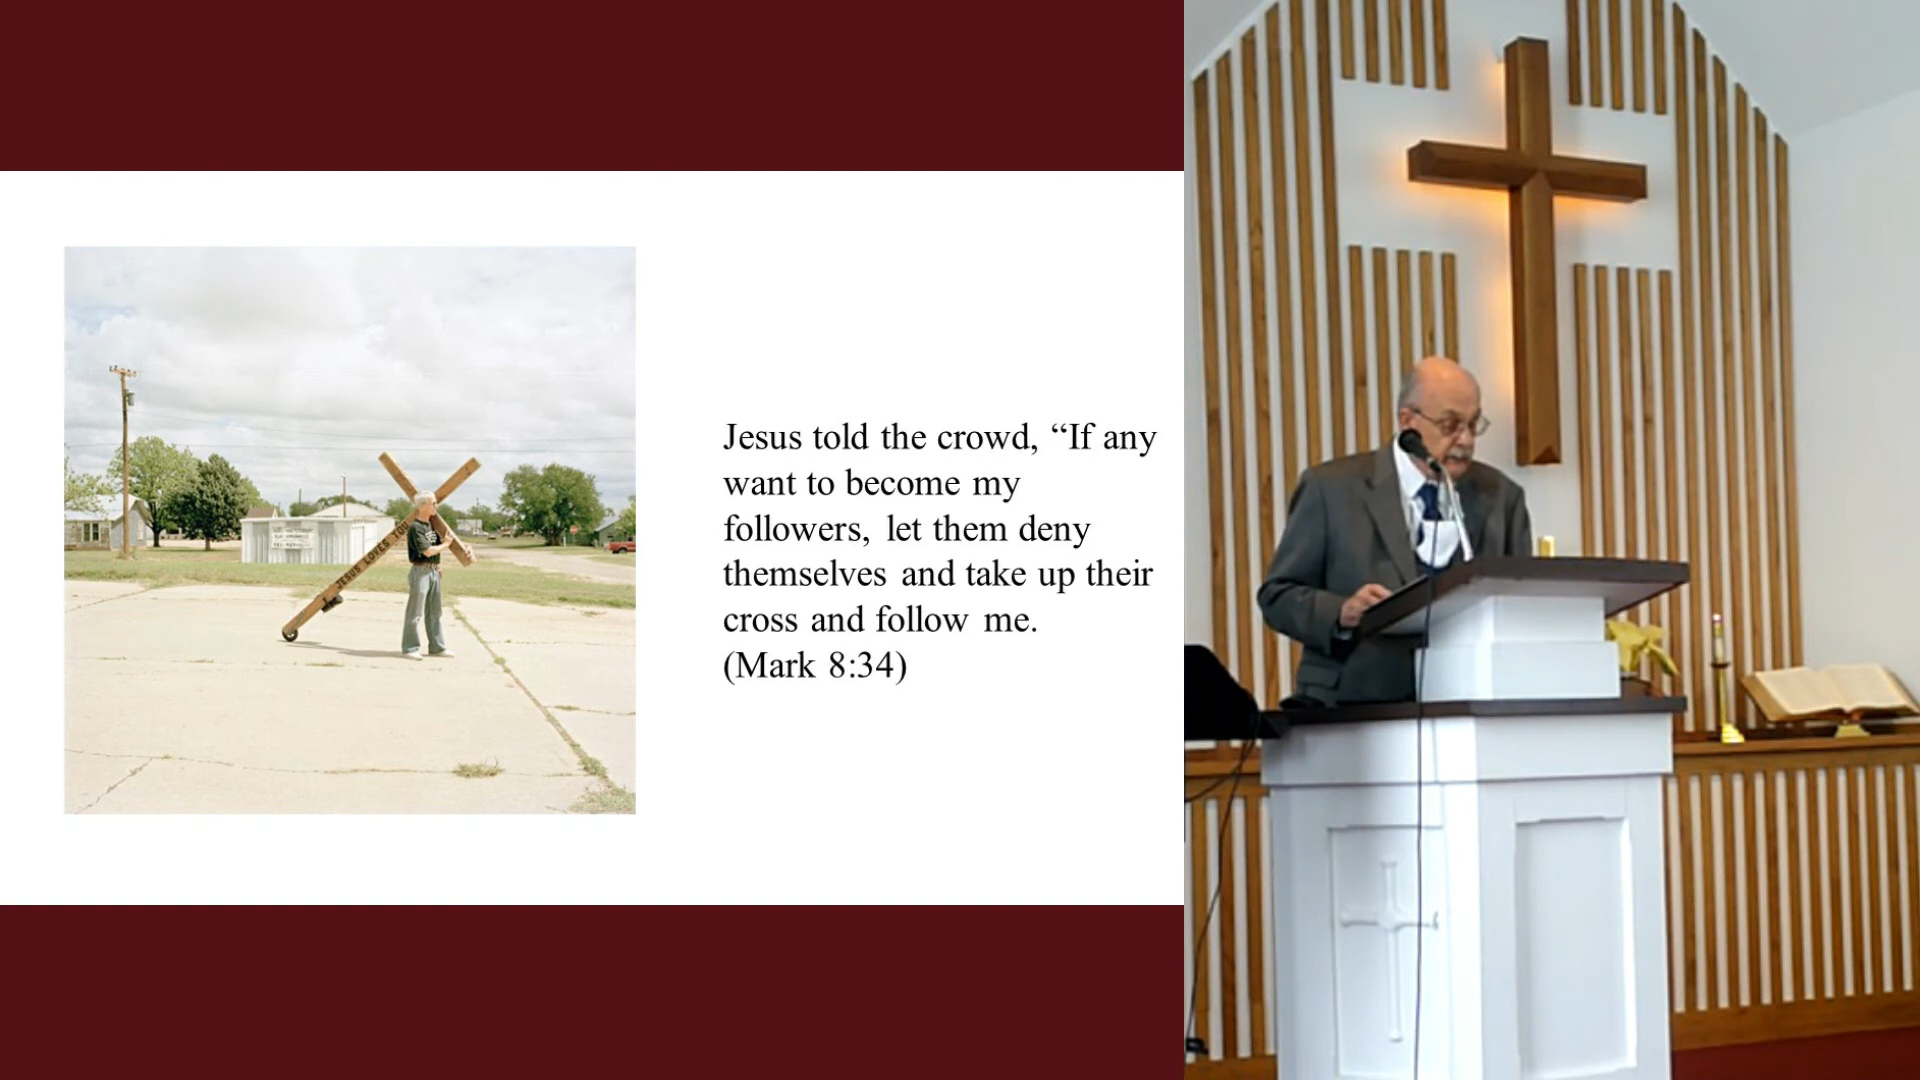 JESUS LOVES YOU
Jesus told the crowd, “If any
want to become my
followers, let them deny
themselves and take up their
cross and follow me.
(Mark 8:34)